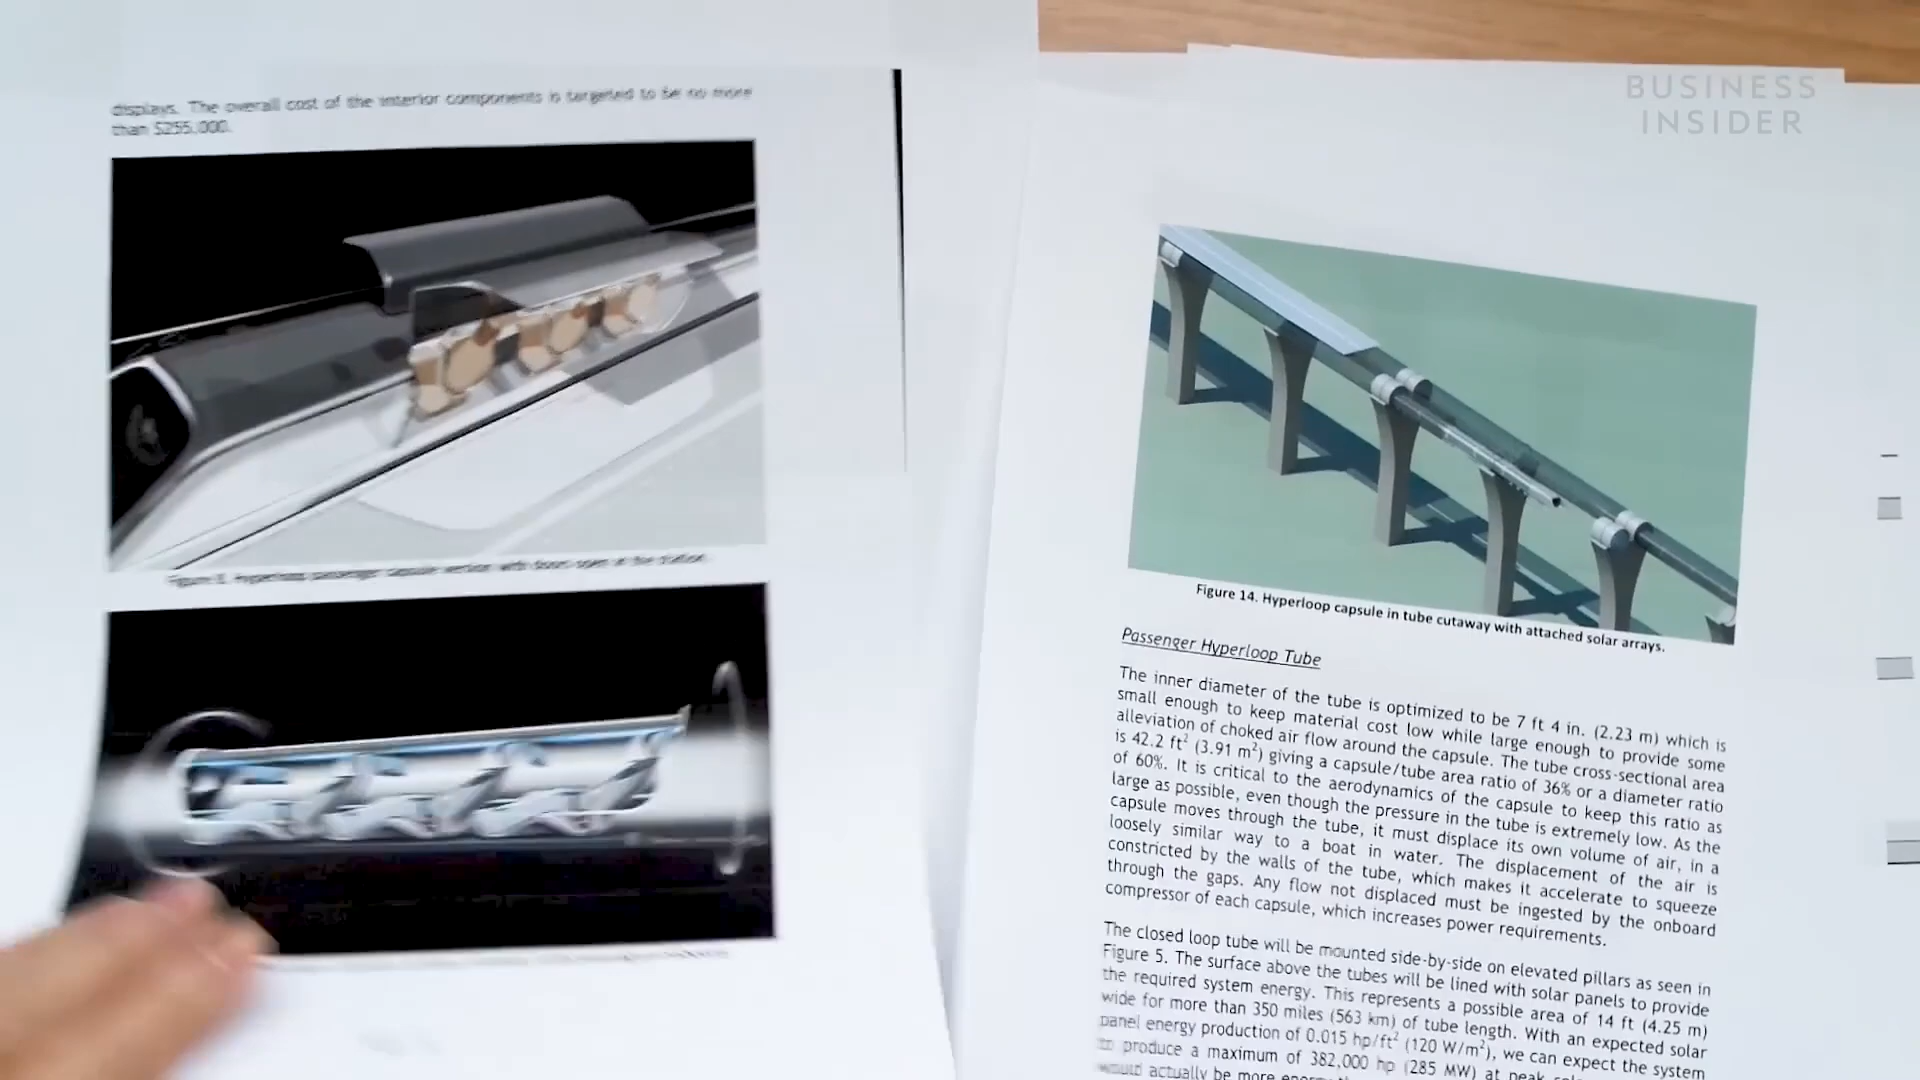 displays. The overall cost of the interior components is targeted to be no more
than $255,000.
Hyperloop passenger capsule version with doors open at the station.
BUSINESS
INSIDER
Figure 14. Hyperloop capsule in tube cutaway with attached solar arrays.
Passenger Hyperloop Tube
The inner diameter of the tube is optimized to be 7 ft 4 in. (2.23 m) which is
small enough to keep material cost low while large enough to provide some
alleviation of choked air flow around the capsule. The tube cross-sectional area
is 42.2 ft² (3.91 m²) giving a capsule/tube area ratio of 36% or a diameter ratio
of 60%. It is critical to the aerodynamics of the capsule to keep this ratio as
large as possible, even though the pressure in the tube is extremely low. As the
capsule moves through the tube, it must displace its own volume of air, in a
loosely similar way to a boat in water. The displacement of the air is
constricted by the walls of the tube, which makes it accelerate to squeeze
through the gaps. Any flow not displaced must be ingested by the onboard
compressor of each capsule, which increases power requirements.
The closed loop tube will be mounted side-by-side on elevated pillars as seen in
Figure 5. The surface above the tubes will be lined with solar panels to provide
the required system energy. This represents a possible area of 14 ft (4.25 m)
wide for more than 350 miles (563 km) of tube length. With an expected solar
panel energy production of 0.015 hp/ft² (120 W/m²), we can expect the system
to produce a maximum of 382,000 hp (285 MW) at peak
would actually be more